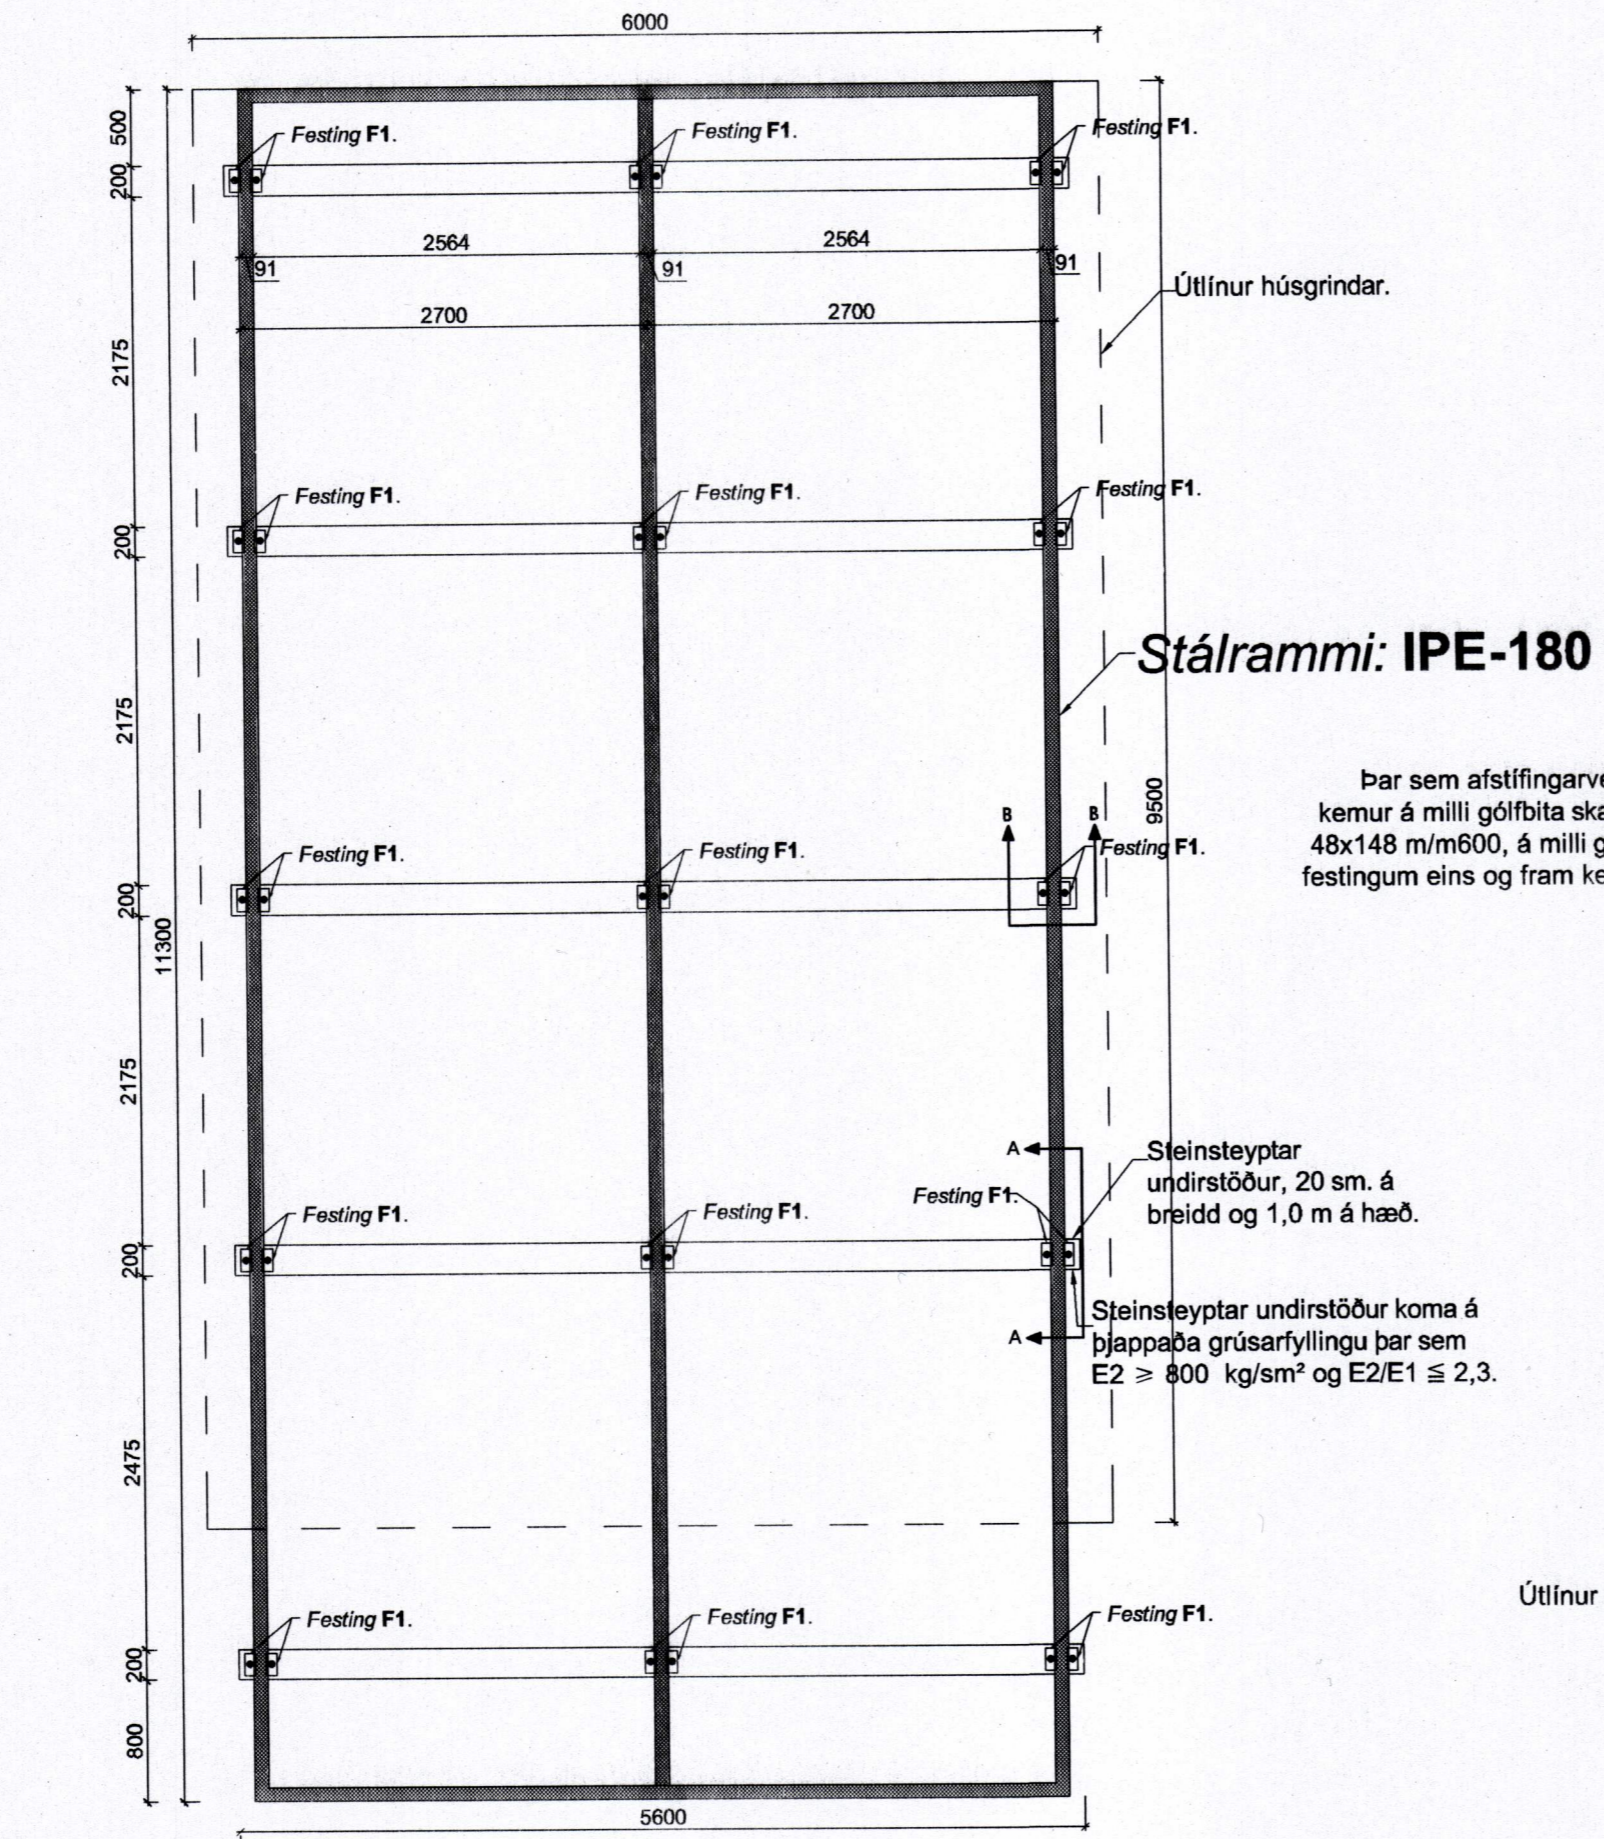 6000
500
Festing F1.
Festing F1.
Festing F1.
200
2564
2564
91
91
91
Útlínur húsgrindar.
2700
2700
2175
Festing F1.
Festing F1.
Festing F1.
200
Stálrammi: IPE-180
2175
9500
Þar sem afstífingarve
kemur á milli gólfbita ska
48x148 m/m600, á milli g
festingum eins og fram ke
B
B
Festing F1.
Festing F1.
Festing F1.
200
11300
2175
A
Steinsteyptar
undirstöður, 20 sm. á
breidd og 1,0 m á hæð.
Festing F1.
Festing F1.
Festing F1.
200
Steinsteyptar undirstöður koma á
þjappaða grúsarfyllingu þar sem
E2 ≥ 800 kg/sm² og E2/E1 ≦ 2,3.
A
2475
Útlínur
Festing F1.
Festing F1.
Festing F1.
200
800
5600